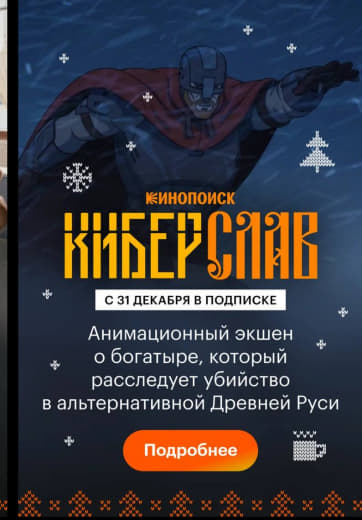 КИНОПОИСК
КИБЕРСЛАВ
С 31 ДЕКАБРЯ В ПОДПИСКЕ
Анимационный экшен
о богатыре, который
расследует убийство
в альтернативной Древней Руси
Подробнее